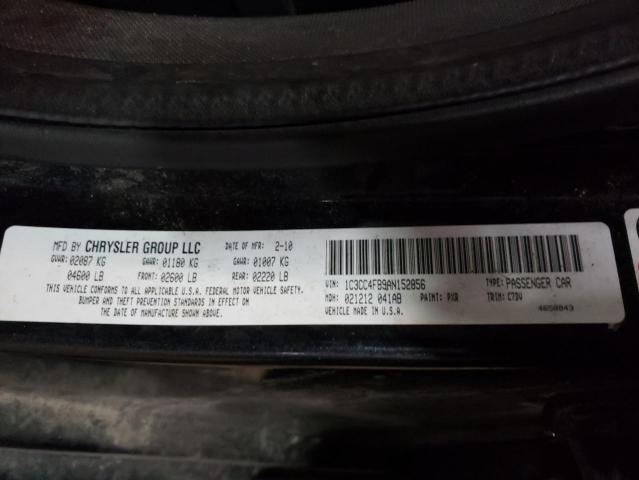 MFD BY CHRYSLER GROUP LLC DATE OF MFR: 2-10
GVWR: 02087 KG GAWR: 01180 KG GAWR: 01007 KG
04600 LB FRONT: 02600 LB REAR: 02220 LB
THIS VEHICLE CONFORMS TO ALL APPLICABLE U.S.A. FEDERAL MOTOR VEHICLE SAFETY,
BUMPER AND THEFT PREVENTION STANDARDS IN EFFECT ON
THE DATE OF MANUFACTURE SHOWN ABOVE.
VIN: 1C3CC4FB9AN152856 TYPE: PASSENGER CAR
MDH: 021212 041AB PAINT: PXR TRIM: C7DV
VEHICLE MADE IN U.S.A. 4658043